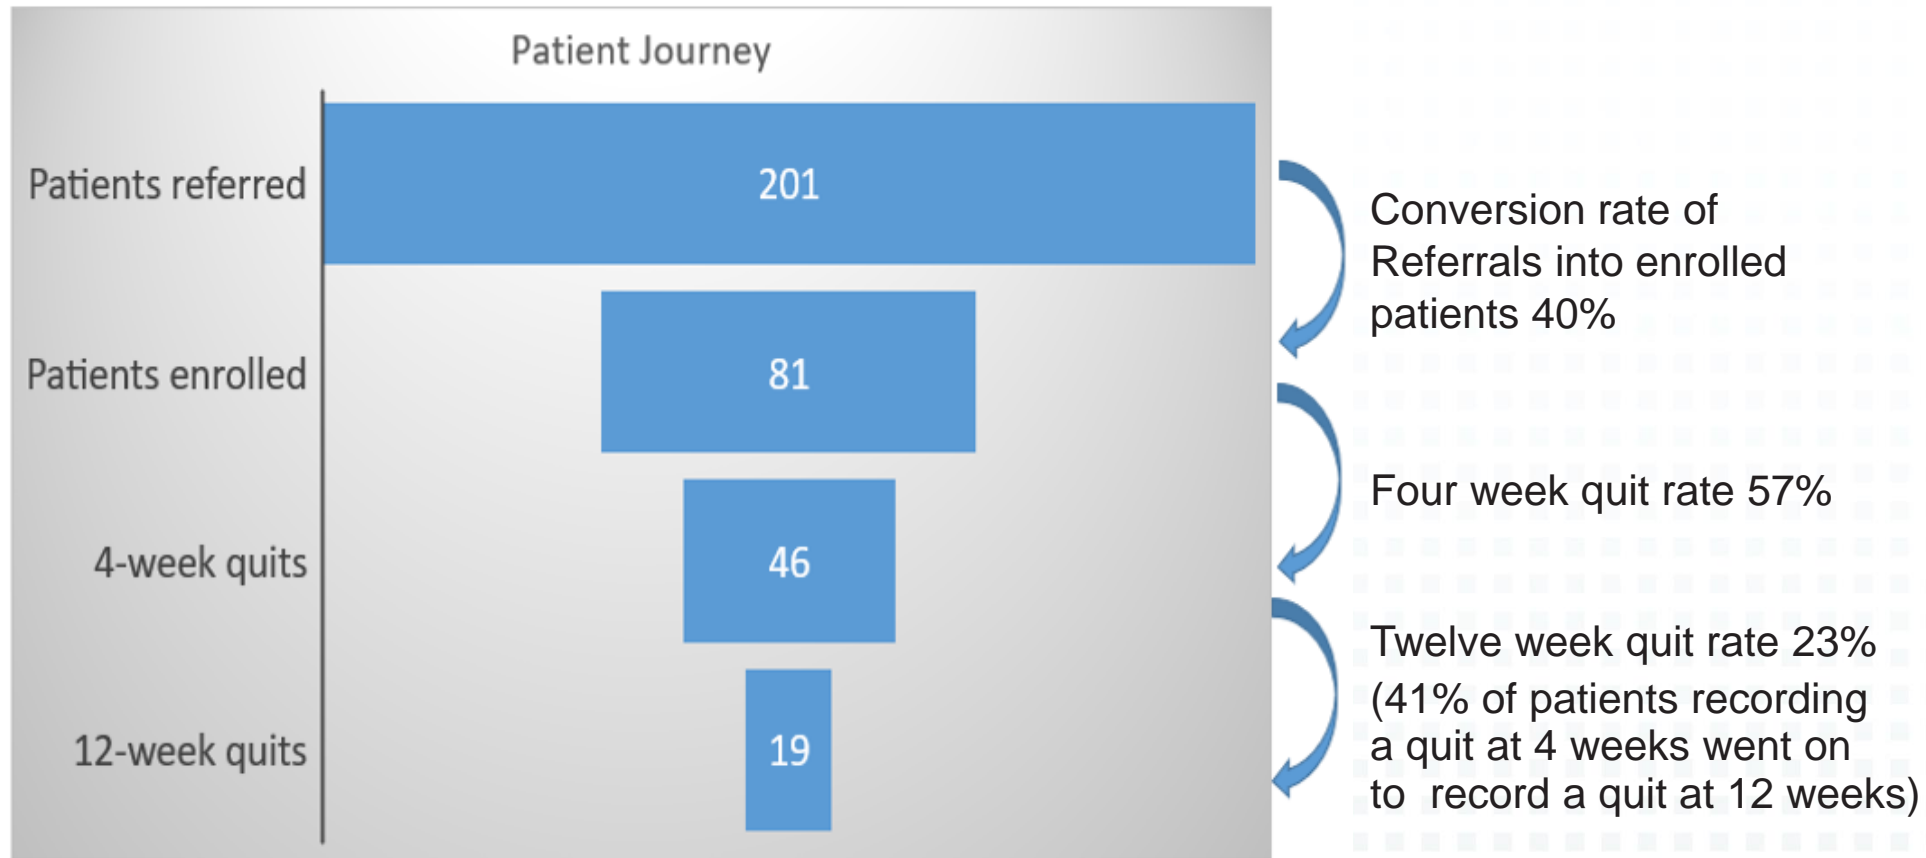 Patient Journey
Patients referred
201
Conversion rate of
Referrals into enrolled
patients 40%
Patients enrolled
81
Four week quit rate 57%
4-week quits
46
Twelve week quit rate 23%
(41% of patients recording
a quit at 4 weeks went on
to record a quit at 12 weeks)
12-week quits
19